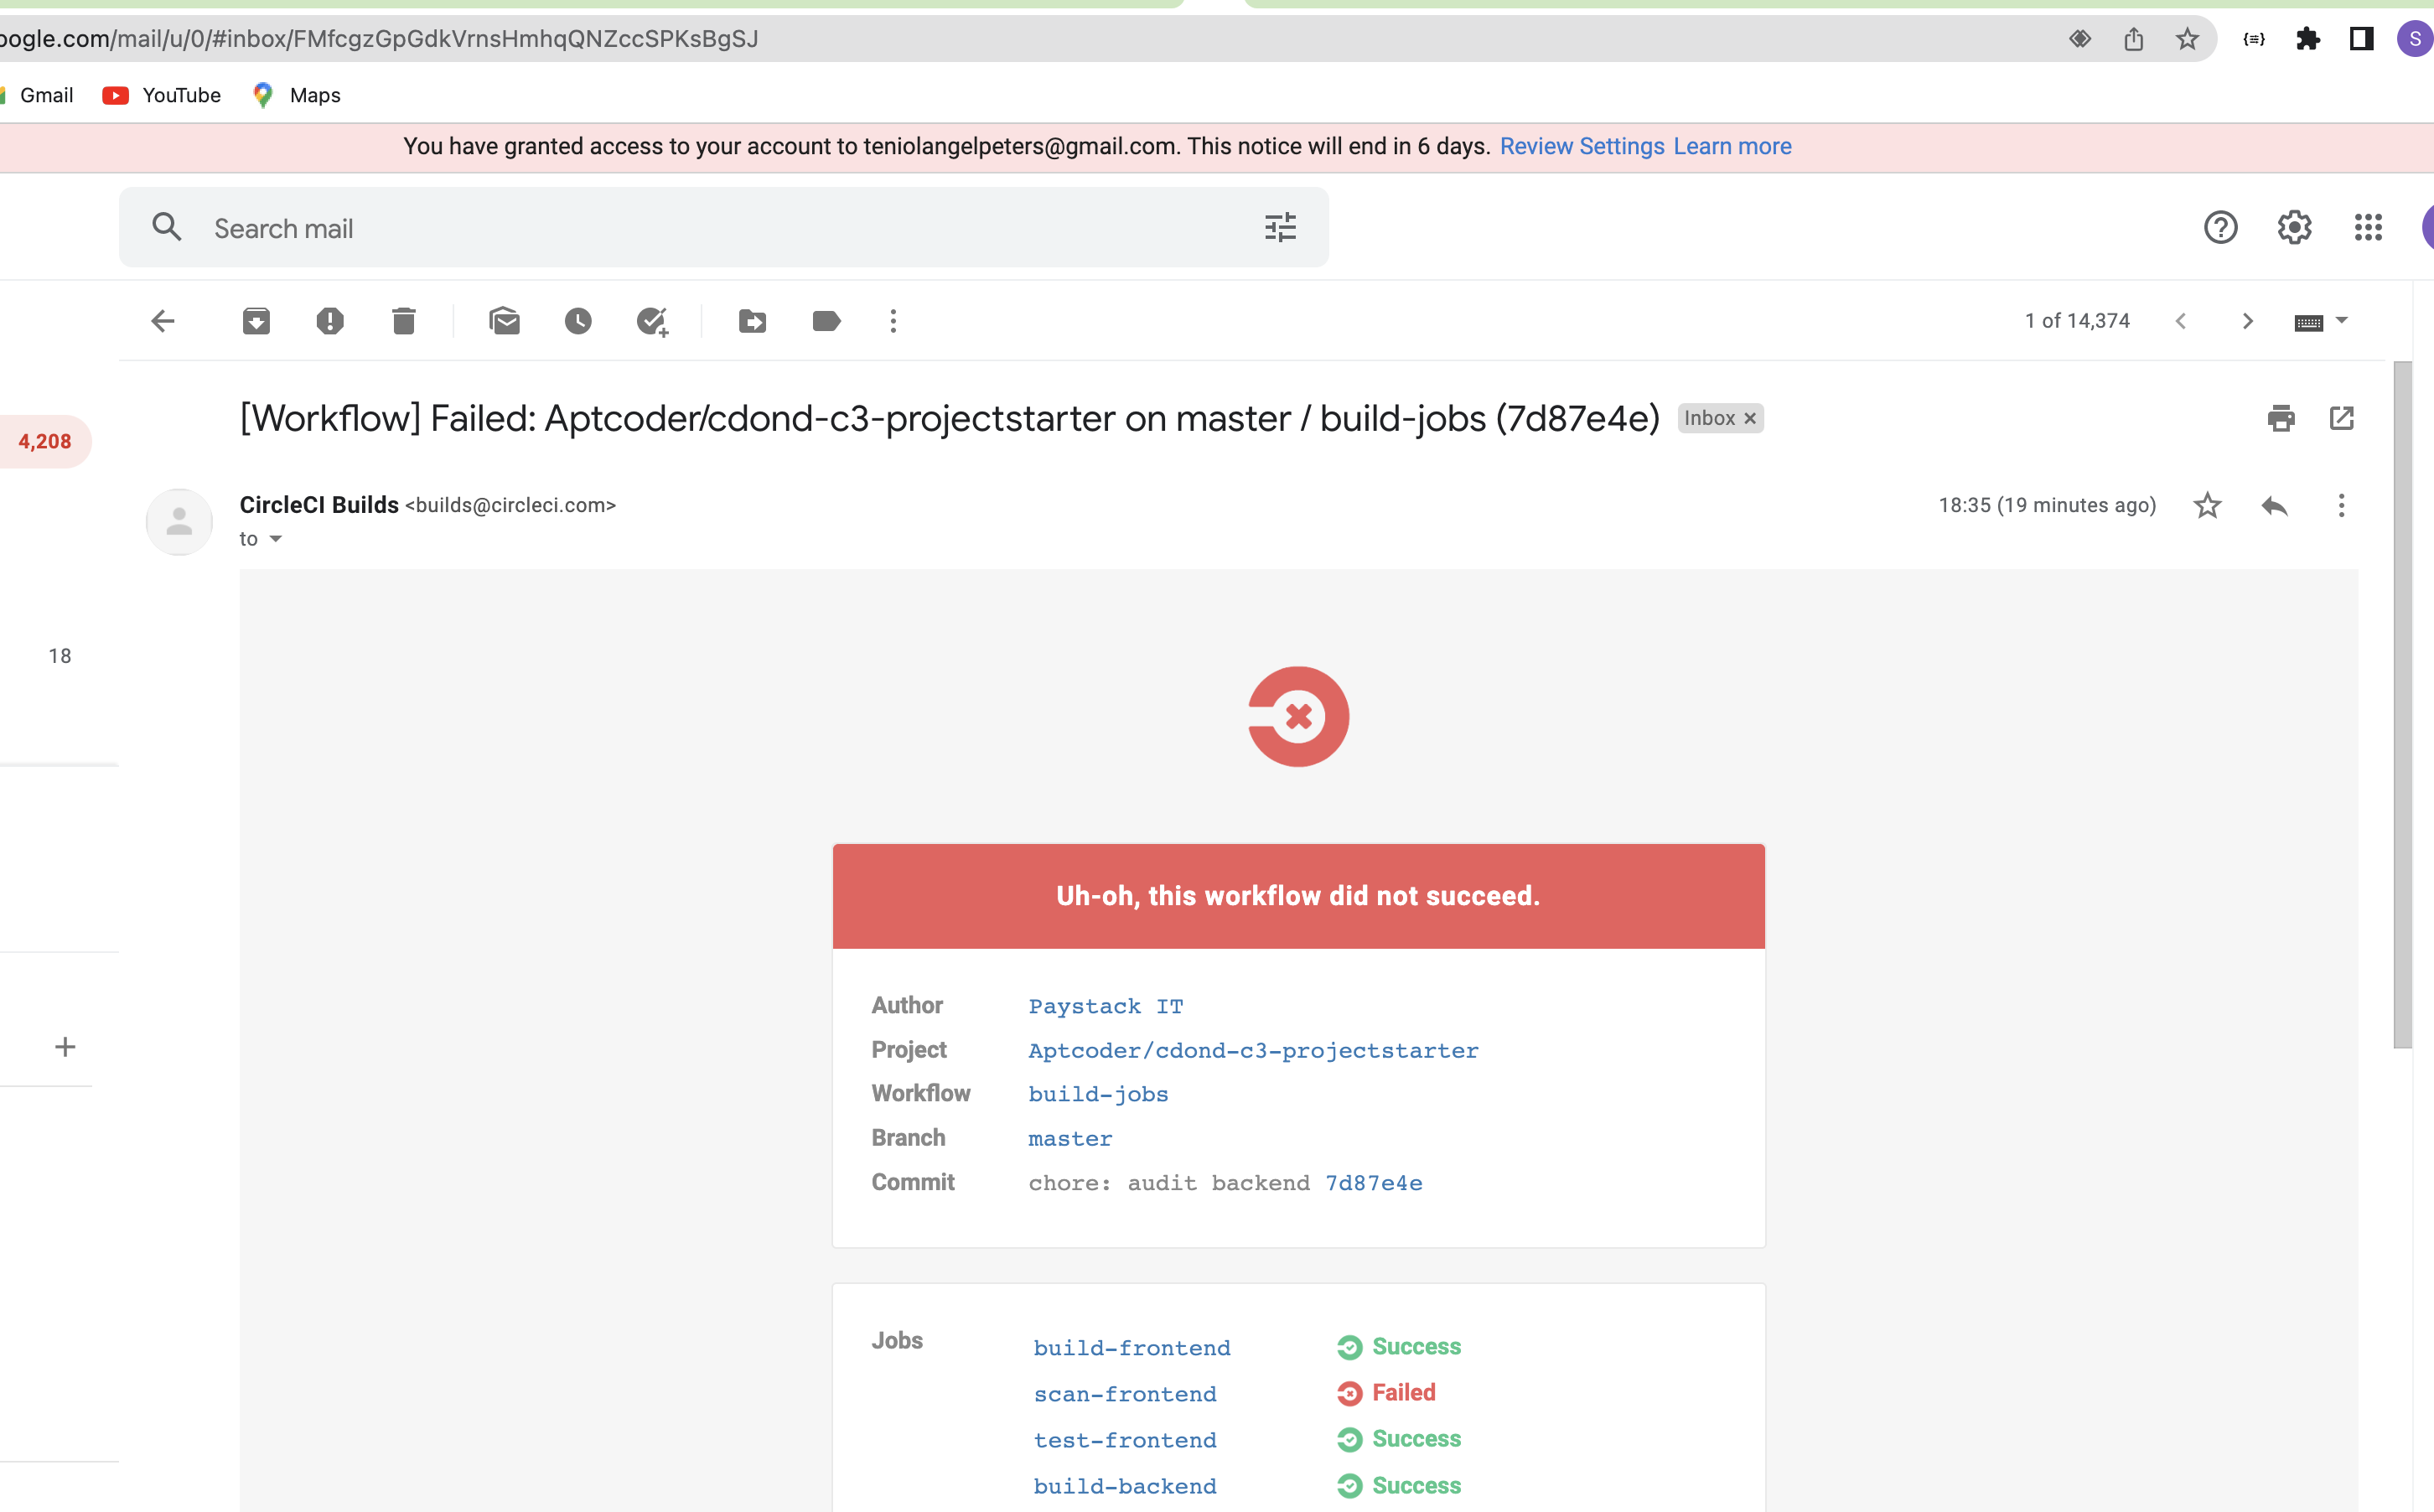 oogle.com/mail/u/0/#inbox/FMfcgzGpGdkVrnsHmhqQNZccSPKsBgSJ
S
Gmail YouTube Maps
You have granted access to your account to teniolangelpeters@gmail.com. This notice will end in 6 days. Review Settings Learn more
Search mail
1 of 14,374
[Workflow] Failed: Aptcoder/cdond-c3-projectstarter on master / build-jobs (7d87e4e) Inbox ×
4,208
CircleCI Builds <builds@circleci.com>
18:35 (19 minutes ago)
to
18
Uh-oh, this workflow did not succeed.
Author Paystack IT
Project Aptcoder/cdond-c3-projectstarter
Workflow build-jobs
Branch master
Commit chore: audit backend 7d87e4e
Jobs
build-frontend Success
scan-frontend Failed
test-frontend Success
build-backend Success